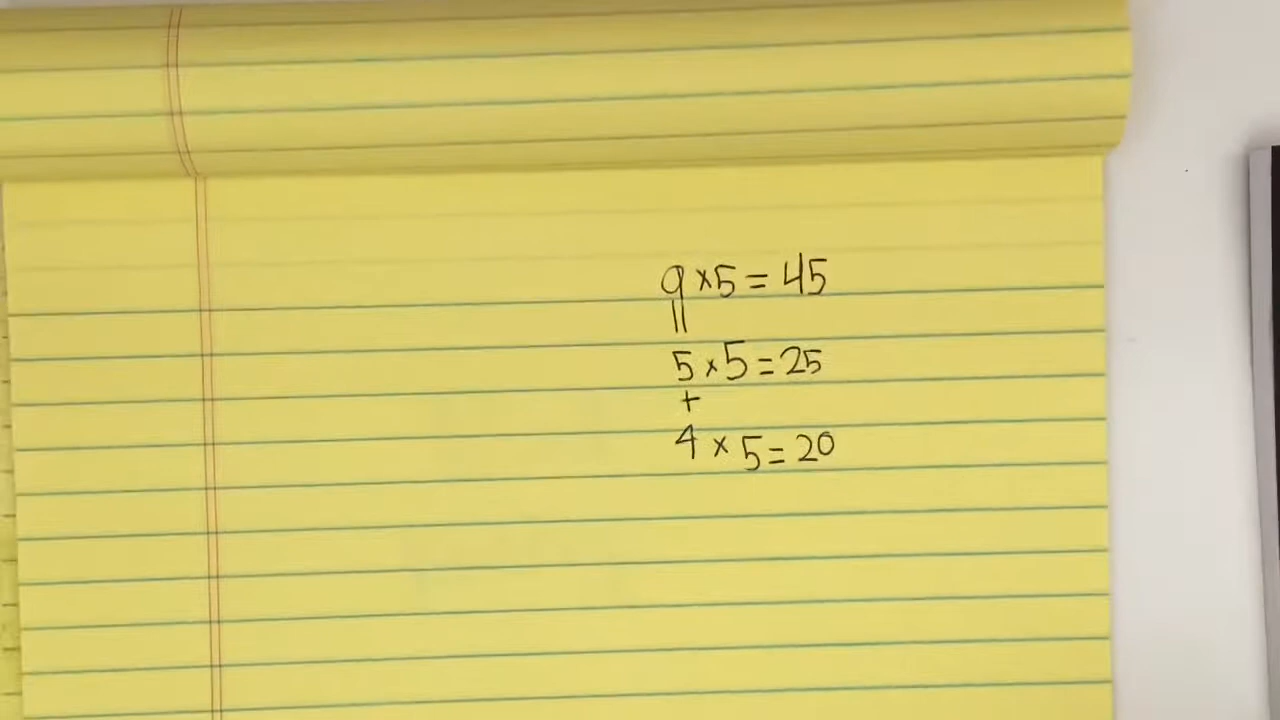 9 × 5 = 45
||
5 × 5 = 25
+
4 × 5 = 20